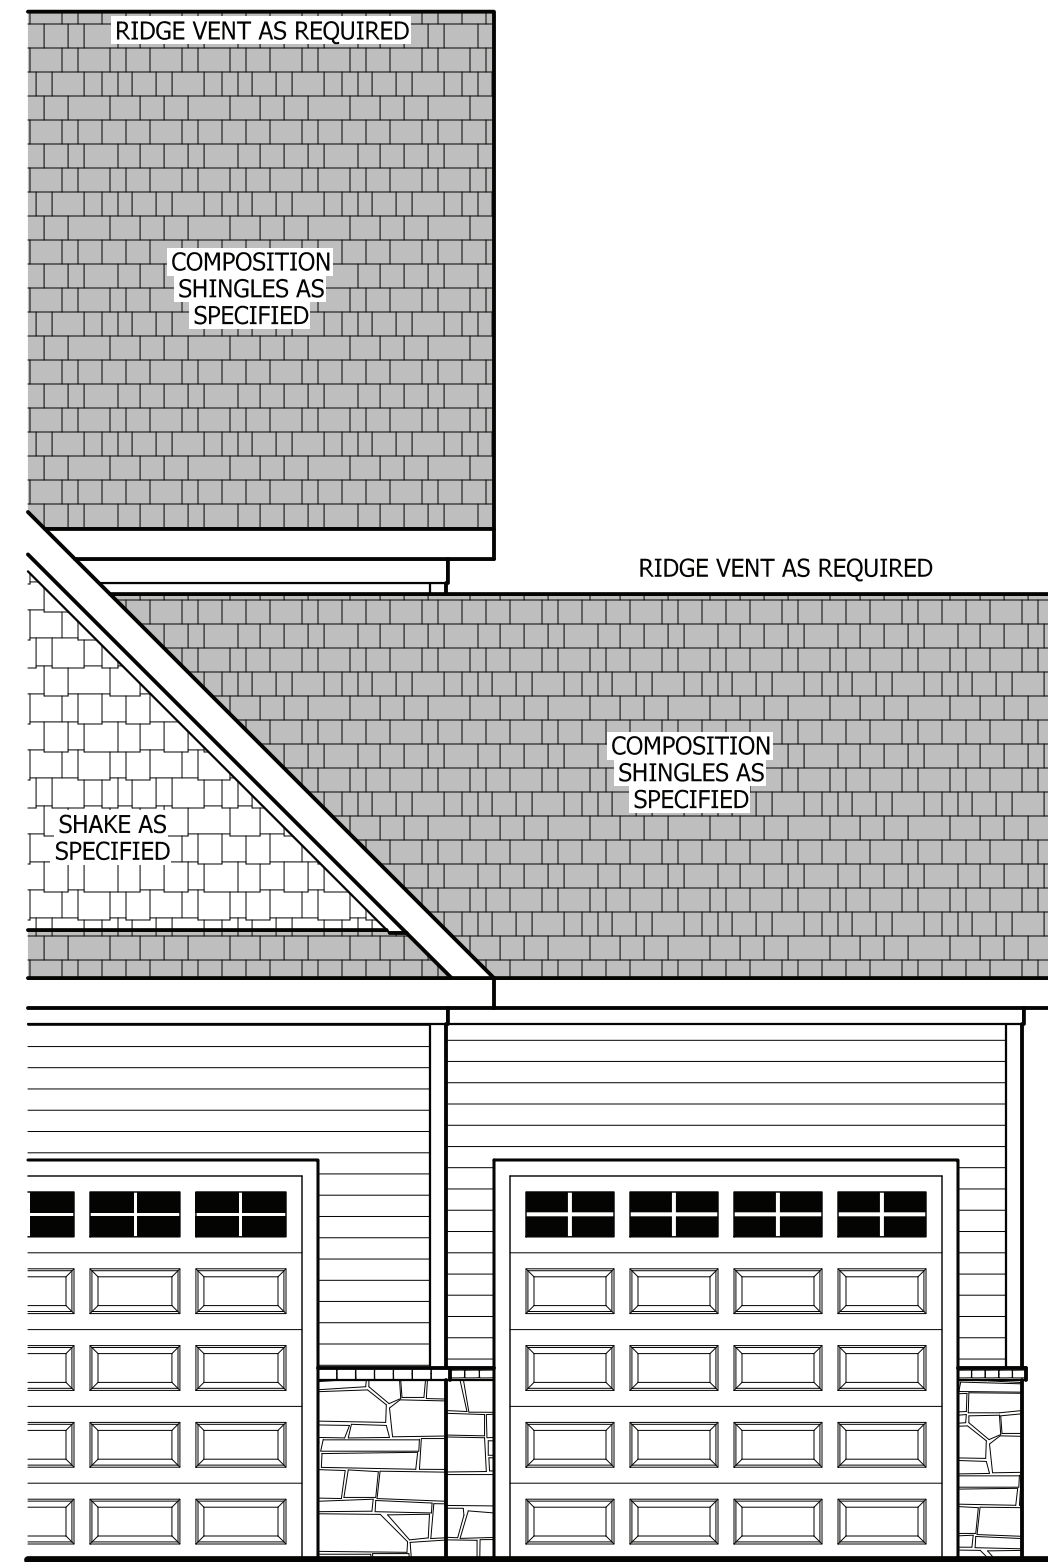 RIDGE VENT AS REQUIRED
COMPOSITION
SHINGLES AS
SPECIFIED
RIDGE VENT AS REQUIRED
COMPOSITION
SHINGLES AS
SPECIFIED
SHAKE AS
SPECIFIED